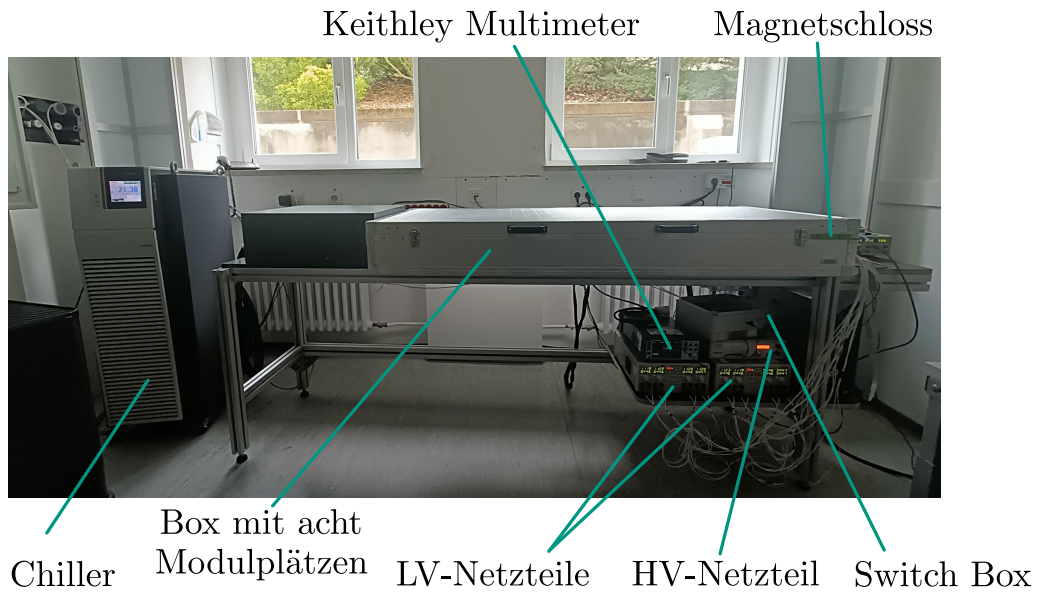 Keithley Multimeter
Magnetschloss
21.38
Box mit acht
Modulplätzen
Chiller
LV-Netzteile
HV-Netzteil
Switch Box